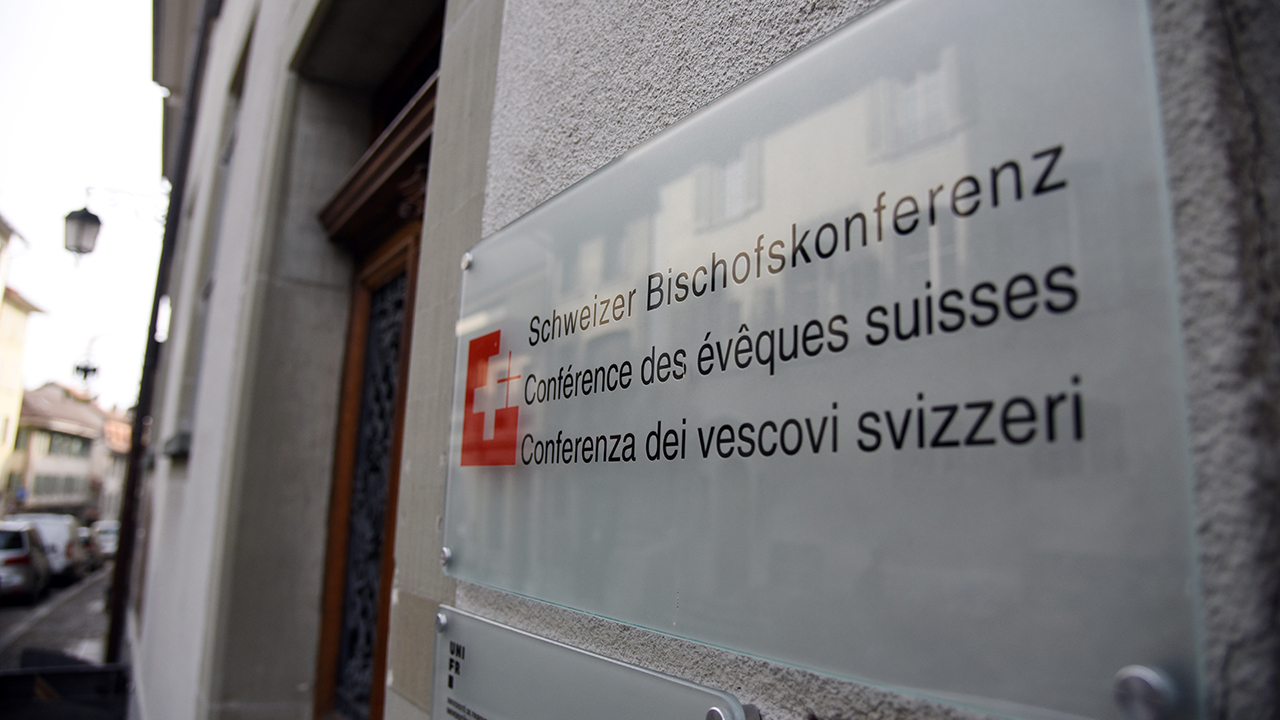 Schweizer Bischofskonferenz
Conférence des évêques suisses
Conferenza dei vescovi svizzeri
UNI
FR